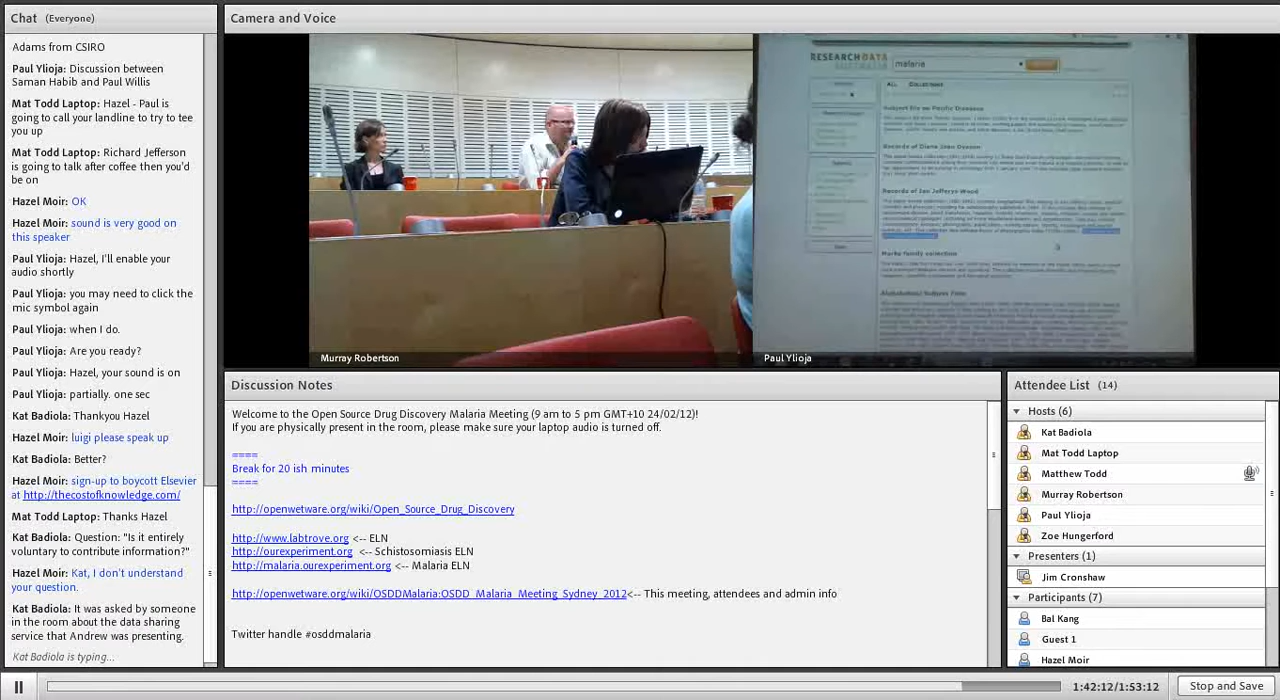 Chat (Everyone)
Adams from CSIRO
Paul Ylioja: Discussion between
Saman Habib and Paul Willis
Mat Todd Laptop: Hazel - Paul is
going to call your landline to try to tee
you up
Mat Todd Laptop: Richard Jefferson
is going to talk after coffee then you'd
be on
Hazel Moir: OK
Hazel Moir: sound is very good on
this speaker
Paul Ylioja: Hazel, I'll enable your
audio shortly
Paul Ylioja: you may need to click the
mic symbol again
Paul Ylioja: when I do.
Paul Ylioja: Are you ready?
Paul Ylioja: Hazel, your sound is on
Paul Ylioja: partially. one sec
Kat Badiola: Thankyou Hazel
Hazel Moir: luigi please speak up
Kat Badiola: Better?
Hazel Moir: sign-up to boycott Elsevier
at http://thecostofknowledge.com/
Mat Todd Laptop: Thanks Hazel
Kat Badiola: Question: "Is it entirely
voluntary to contribute information?"
Hazel Moir: Kat, I don't understand
your question.
Kat Badiola: It was asked by someone
in the room about the data sharing
service that Andrew was presenting.
Kat Badiola is typing...
Camera and Voice
RESEARCH DATA
malaria
ALL COLLECTIONS
Records of Ian Jefferys Wood
Marks family collection
Murray Robertson
Paul Ylioja
Discussion Notes
Welcome to the Open Source Drug Discovery Malaria Meeting (9 am to 5 pm GMT+10 24/02/12)!
If you are physically present in the room, please make sure your laptop audio is turned off.
====
Break for 20 ish minutes
====
http://openwetware.org/wiki/Open_Source_Drug_Discovery
http://www.labtrove.org <-- ELN
http://ourexperiment.org <-- Schistosomiasis ELN
http://malaria.ourexperiment.org <-- Malaria ELN
http://openwetware.org/wiki/OSDDMalaria:OSDD_Malaria_Meeting_Sydney_2012<-- This meeting, attendees and admin info
Twitter handle #osddmalaria
Attendee List (14)
Hosts (6)
Kat Badiola
Mat Todd Laptop
Matthew Todd
Murray Robertson
Paul Ylioja
Zoe Hungerford
Presenters (1)
Jim Cronshaw
Participants (7)
Bal Kang
Guest 1
Hazel Moir
1:42:12/1:53:12
Stop and Save